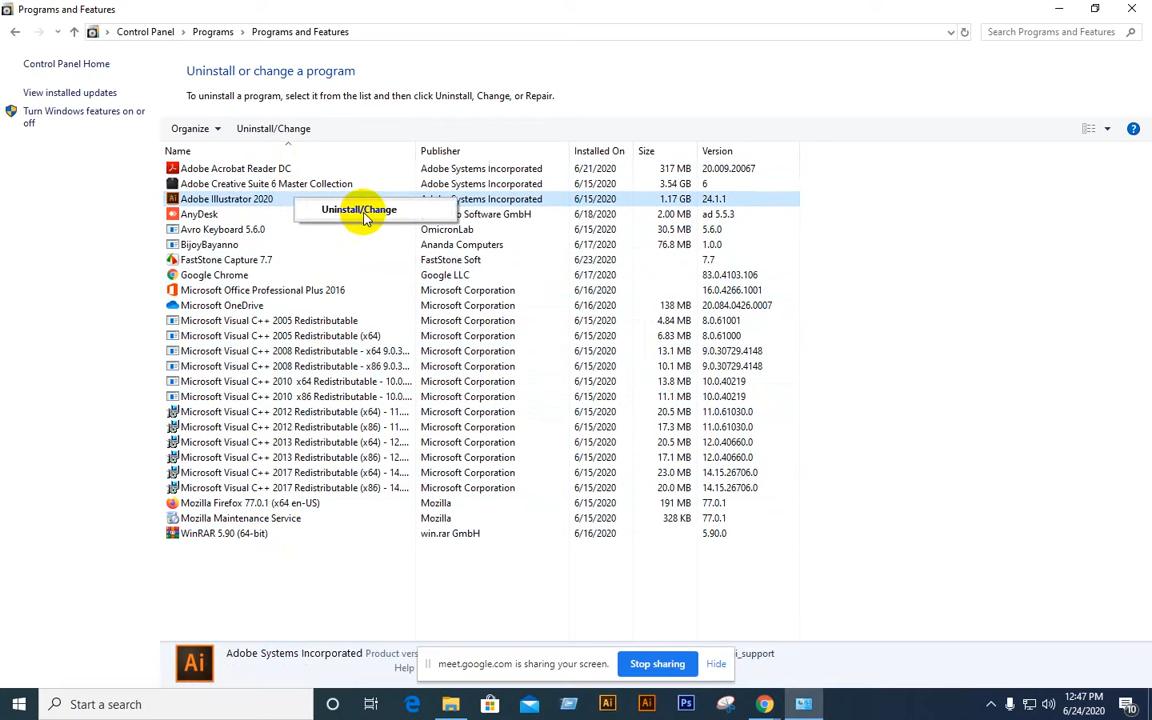 Programs and Features
Control Panel > Programs > Programs and Features
Search Programs and Features
Control Panel Home
View installed updates
Turn Windows features on or
off
Uninstall or change a program
To uninstall a program, select it from the list and then click Uninstall, Change, or Repair.
Organize Uninstall/Change
Name Publisher Installed On Size Version
Adobe Acrobat Reader DC Adobe Systems Incorporated 6/21/2020 317 MB 20.009.20067
Adobe Creative Suite 6 Master Collection Adobe Systems Incorporated 6/15/2020 3.54 GB 6
Adobe Illustrator 2020 Systems Incorporated 6/15/2020 1.17 GB 24.1.1
Uninstall/Change
AnyDesk Software GmbH 6/18/2020 2.00 MB ad 5.5.3
Avro Keyboard 5.6.0 OmicronLab 6/15/2020 30.5 MB 5.6.0
BijoyBayanno Ananda Computers 6/17/2020 76.8 MB 1.0.0
FastStone Capture 7.7 FastStone Soft 6/23/2020 7.7
Google Chrome Google LLC 6/17/2020 83.0.4103.106
Microsoft Office Professional Plus 2016 Microsoft Corporation 6/16/2020 16.0.4266.1001
Microsoft OneDrive Microsoft Corporation 6/16/2020 138 MB 20.084.0426.0007
Microsoft Visual C++ 2005 Redistributable Microsoft Corporation 6/15/2020 4.84 MB 8.0.61001
Microsoft Visual C++ 2005 Redistributable (x64) Microsoft Corporation 6/15/2020 6.83 MB 8.0.61000
Microsoft Visual C++ 2008 Redistributable - x64 9.0.3... Microsoft Corporation 6/15/2020 13.1 MB 9.0.30729.4148
Microsoft Visual C++ 2008 Redistributable - x86 9.0.3... Microsoft Corporation 6/15/2020 10.1 MB 9.0.30729.4148
Microsoft Visual C++ 2010 x64 Redistributable - 10.0.... Microsoft Corporation 6/15/2020 13.8 MB 10.0.40219
Microsoft Visual C++ 2010 x86 Redistributable - 10.0.... Microsoft Corporation 6/15/2020 11.1 MB 10.0.40219
Microsoft Visual C++ 2012 Redistributable (x64) - 11.... Microsoft Corporation 6/15/2020 20.5 MB 11.0.61030.0
Microsoft Visual C++ 2012 Redistributable (x86) - 11.... Microsoft Corporation 6/15/2020 17.3 MB 11.0.61030.0
Microsoft Visual C++ 2013 Redistributable (x64) - 12.... Microsoft Corporation 6/15/2020 20.5 MB 12.0.40660.0
Microsoft Visual C++ 2013 Redistributable (x86) - 12.... Microsoft Corporation 6/15/2020 17.1 MB 12.0.40660.0
Microsoft Visual C++ 2017 Redistributable (x64) - 14.... Microsoft Corporation 6/15/2020 23.0 MB 14.15.26706.0
Microsoft Visual C++ 2017 Redistributable (x86) - 14.... Microsoft Corporation 6/15/2020 20.0 MB 14.15.26706.0
Mozilla Firefox 77.0.1 (x64 en-US) Mozilla 6/15/2020 191 MB 77.0.1
Mozilla Maintenance Service Mozilla 6/15/2020 328 KB 77.0.1
WinRAR 5.90 (64-bit) win.rar GmbH 6/16/2020 5.90.0
Ai
Adobe Systems Incorporated Product ver
Help
i_support
meet.google.com is sharing your screen. Stop sharing Hide
Start a search
Ai Ai Ps
12:47 PM
6/24/2020
10